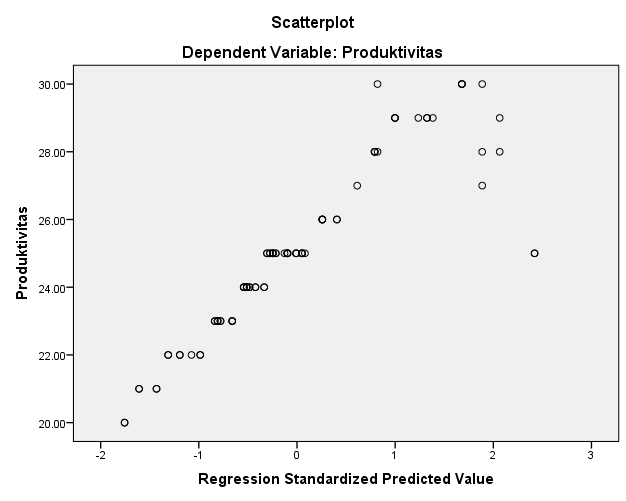 Scatterplot
Dependent Variable: Produktivitas
Produktivitas
30.00
28.00
26.00
24.00
22.00
20.00
-2 -1 0 1 2 3
Regression Standardized Predicted Value